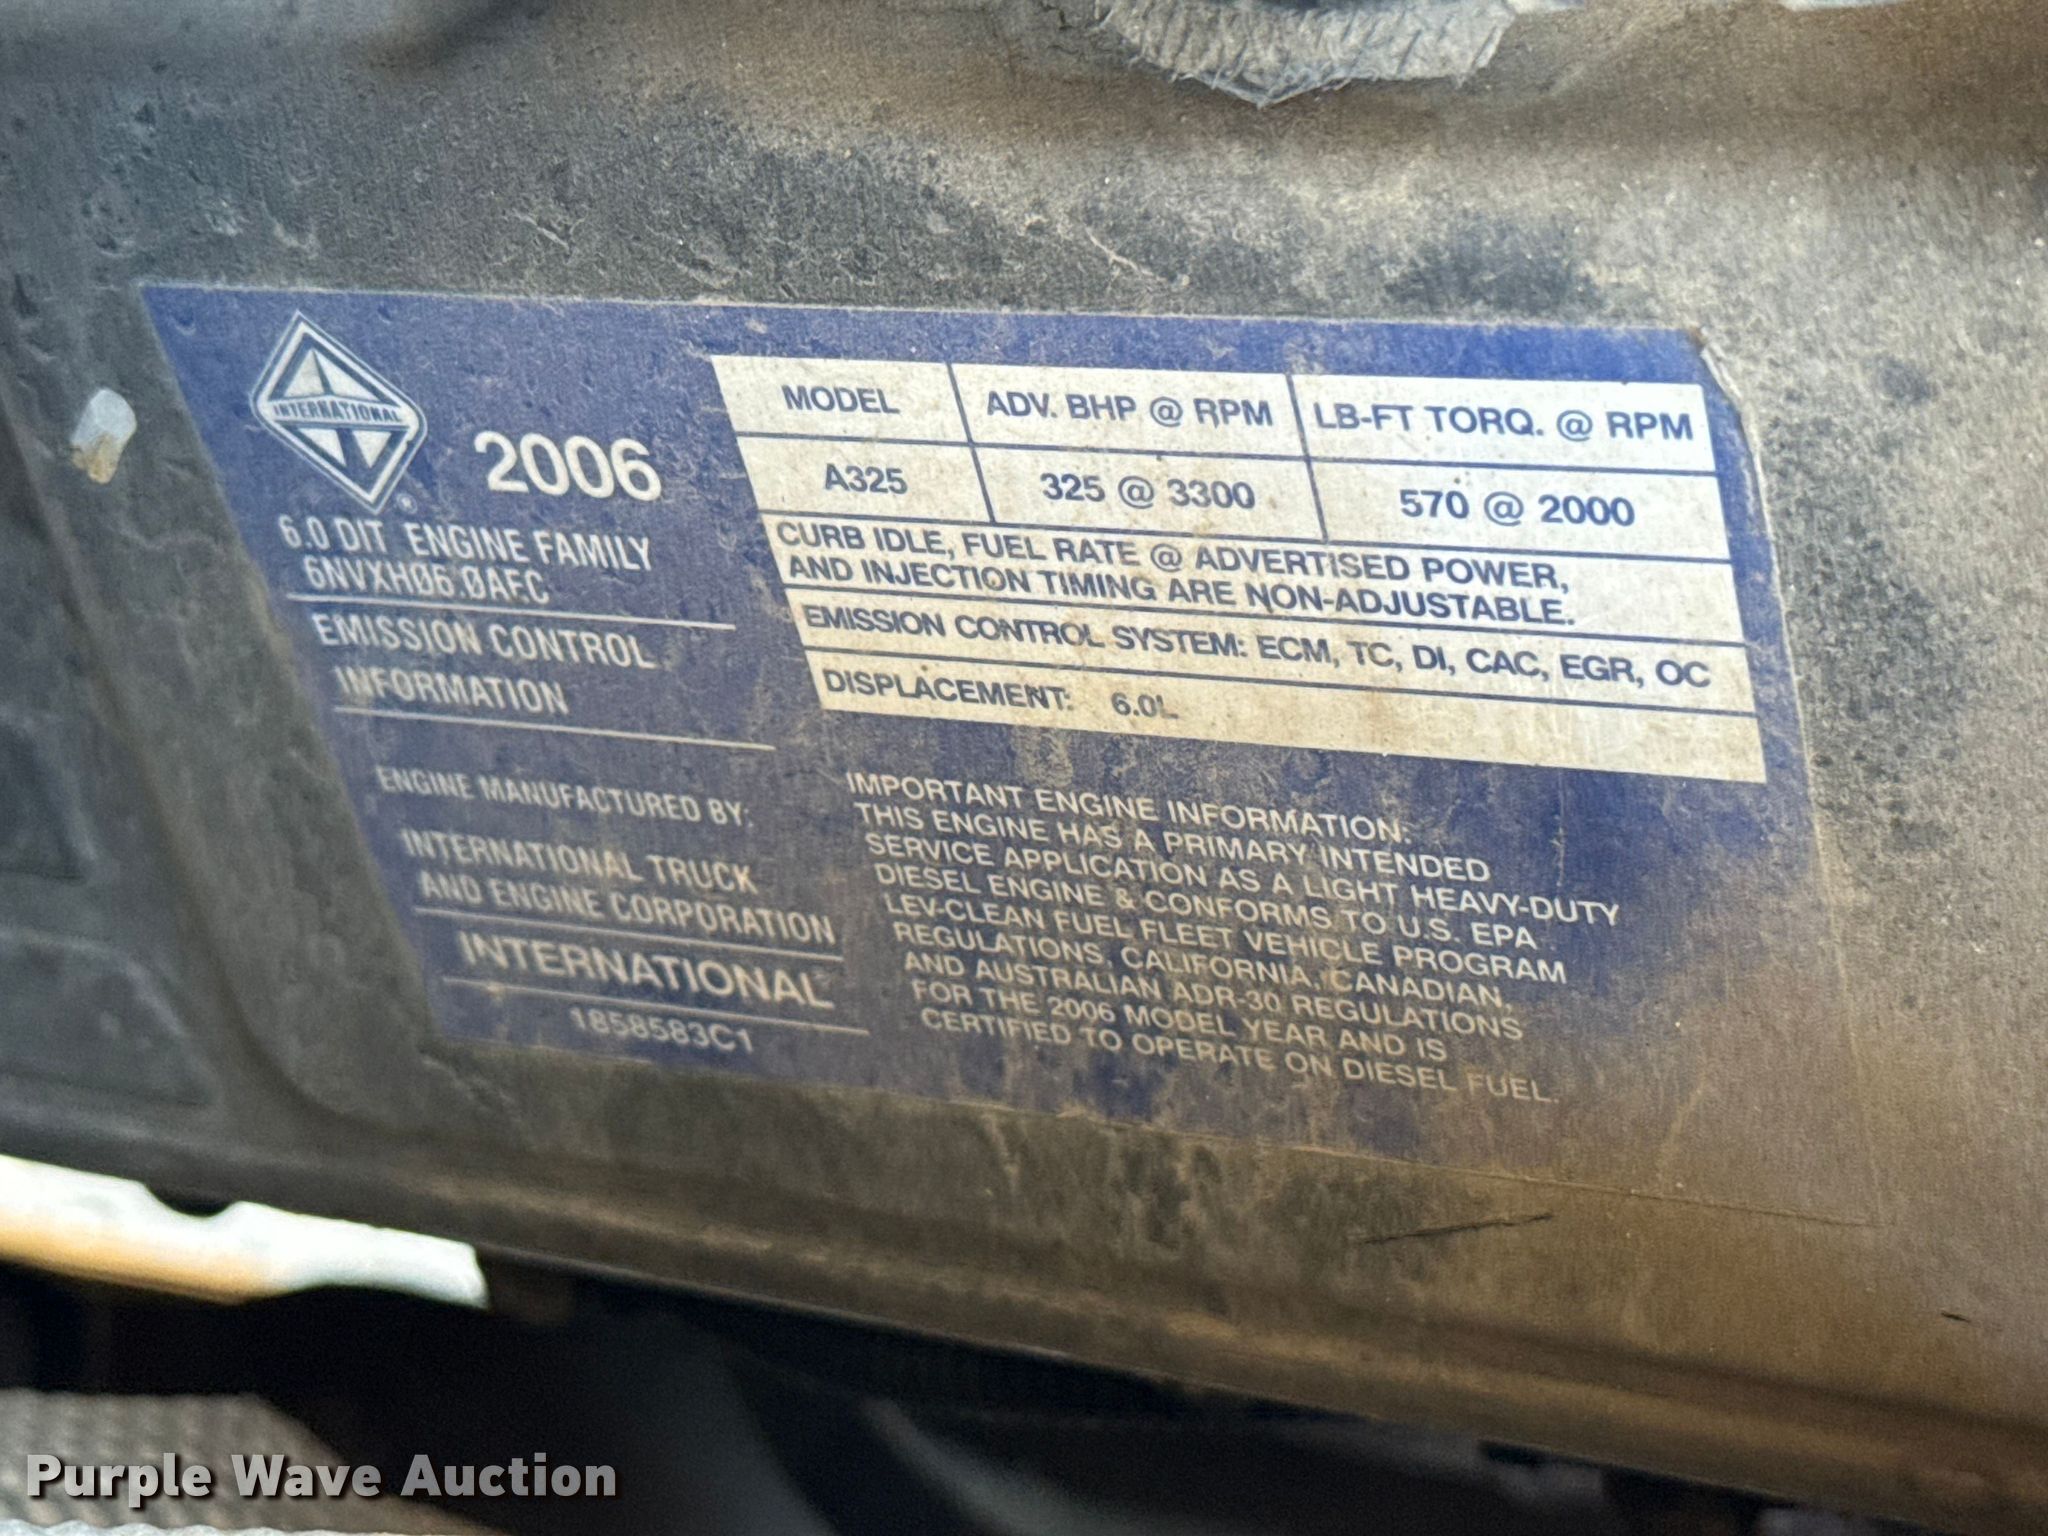 INTERNATIONAL
®
2006
6.0 DIT ENGINE FAMILY
6NVXHØ6.ØAEC
EMISSION CONTROL
INFORMATION
ENGINE MANUFACTURED BY:
INTERNATIONAL TRUCK
AND ENGINE CORPORATION
INTERNATIONAL
1858583C1
MODEL ADV. BHP @ RPM LB-FT TORQ. @ RPM
A325 325 @ 3300 570 @ 2000
CURB IDLE, FUEL RATE @ ADVERTISED POWER,
AND INJECTION TIMING ARE NON-ADJUSTABLE.
EMISSION CONTROL SYSTEM: ECM, TC, DI, CAC, EGR, OC
DISPLACEMENT: 6.0L
IMPORTANT ENGINE INFORMATION:
THIS ENGINE HAS A PRIMARY INTENDED
SERVICE APPLICATION AS A LIGHT HEAVY-DUTY
DIESEL ENGINE & CONFORMS TO U.S. EPA
LEV-CLEAN FUEL FLEET VEHICLE PROGRAM
REGULATIONS, CALIFORNIA, CANADIAN,
AND AUSTRALIAN ADR-30 REGULATIONS
FOR THE 2006 MODEL YEAR AND IS
CERTIFIED TO OPERATE ON DIESEL FUEL.
Purple Wave Auction